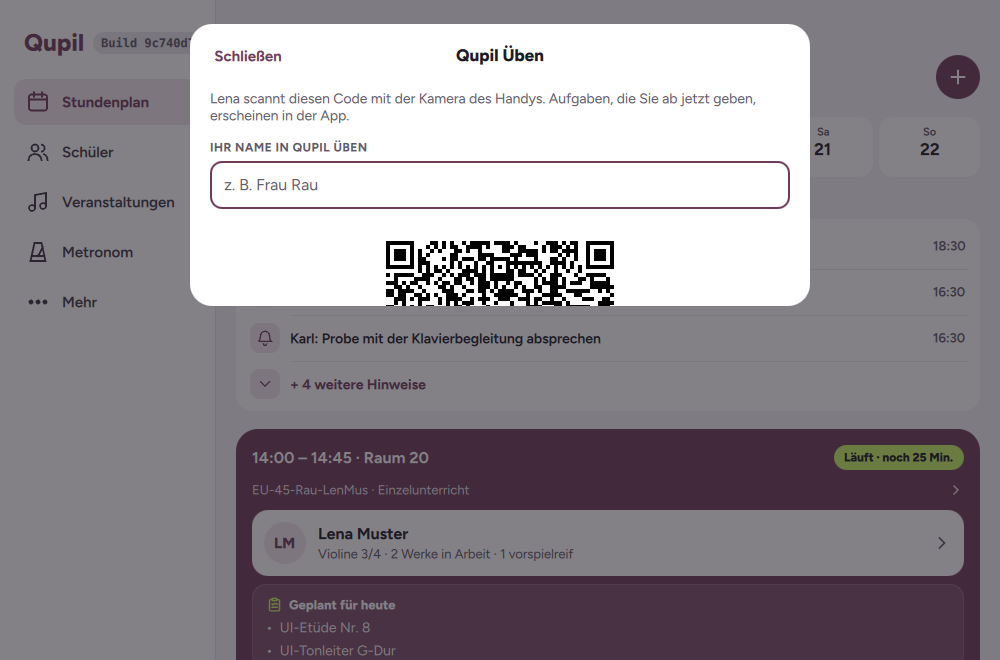 Qupil
Build 9c740d
Stundenplan
Schüler
Veranstaltungen
Metronom
Mehr
Schließen
Qupil Üben
Lena scannt diesen Code mit der Kamera des Handys. Aufgaben, die Sie ab jetzt geben,
erscheinen in der App.
IHR NAME IN QUPIL ÜBEN
z. B. Frau Rau
Sa
21
So
22
18:30
16:30
Karl: Probe mit der Klavierbegleitung absprechen
16:30
+ 4 weitere Hinweise
14:00 – 14:45 · Raum 20
Läuft · noch 25 Min.
EU-45-Rau-LenMus · Einzelunterricht
LM
Lena Muster
Violine 3/4 · 2 Werke in Arbeit · 1 vorspielreif
Geplant für heute
• UI-Etüde Nr. 8
• UI-Tonleiter G-Dur